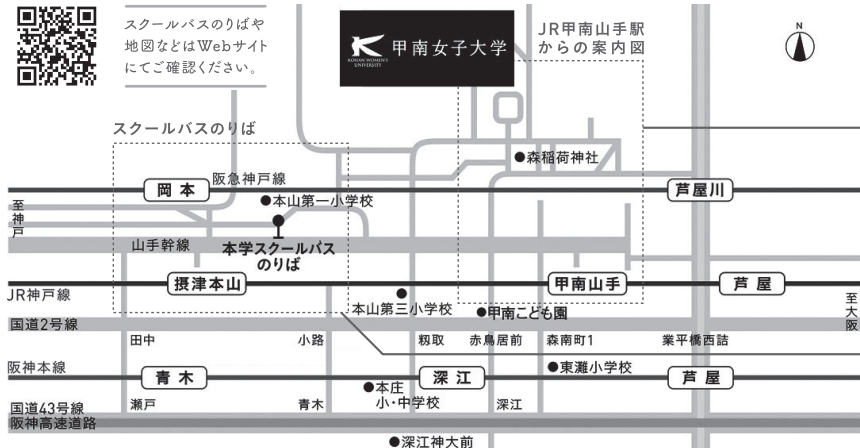 スクールバスのりばや
地図などはWebサイト
にてご確認ください。
KONAN WOMEN'S
UNIVERSITY
甲南女子大学
JR甲南山手駅
からの案内図
N
スクールバスのりば
森稲荷神社
岡本
阪急神戸線
芦屋川
本山第一小学校
至神戸
山手幹線
本学スクールバス
のりば
摂津本山
甲南山手
芦屋
JR神戸線
至大阪
本山第三小学校
甲南こども園
国道2号線
田中
小路
籾取
赤鳥居前
森南町1
業平橋西詰
阪神本線
青木
深江
芦屋
東灘小学校
本庄
小・中学校
瀬戸
青木
深江
国道43号線
阪神高速道路
深江神大前